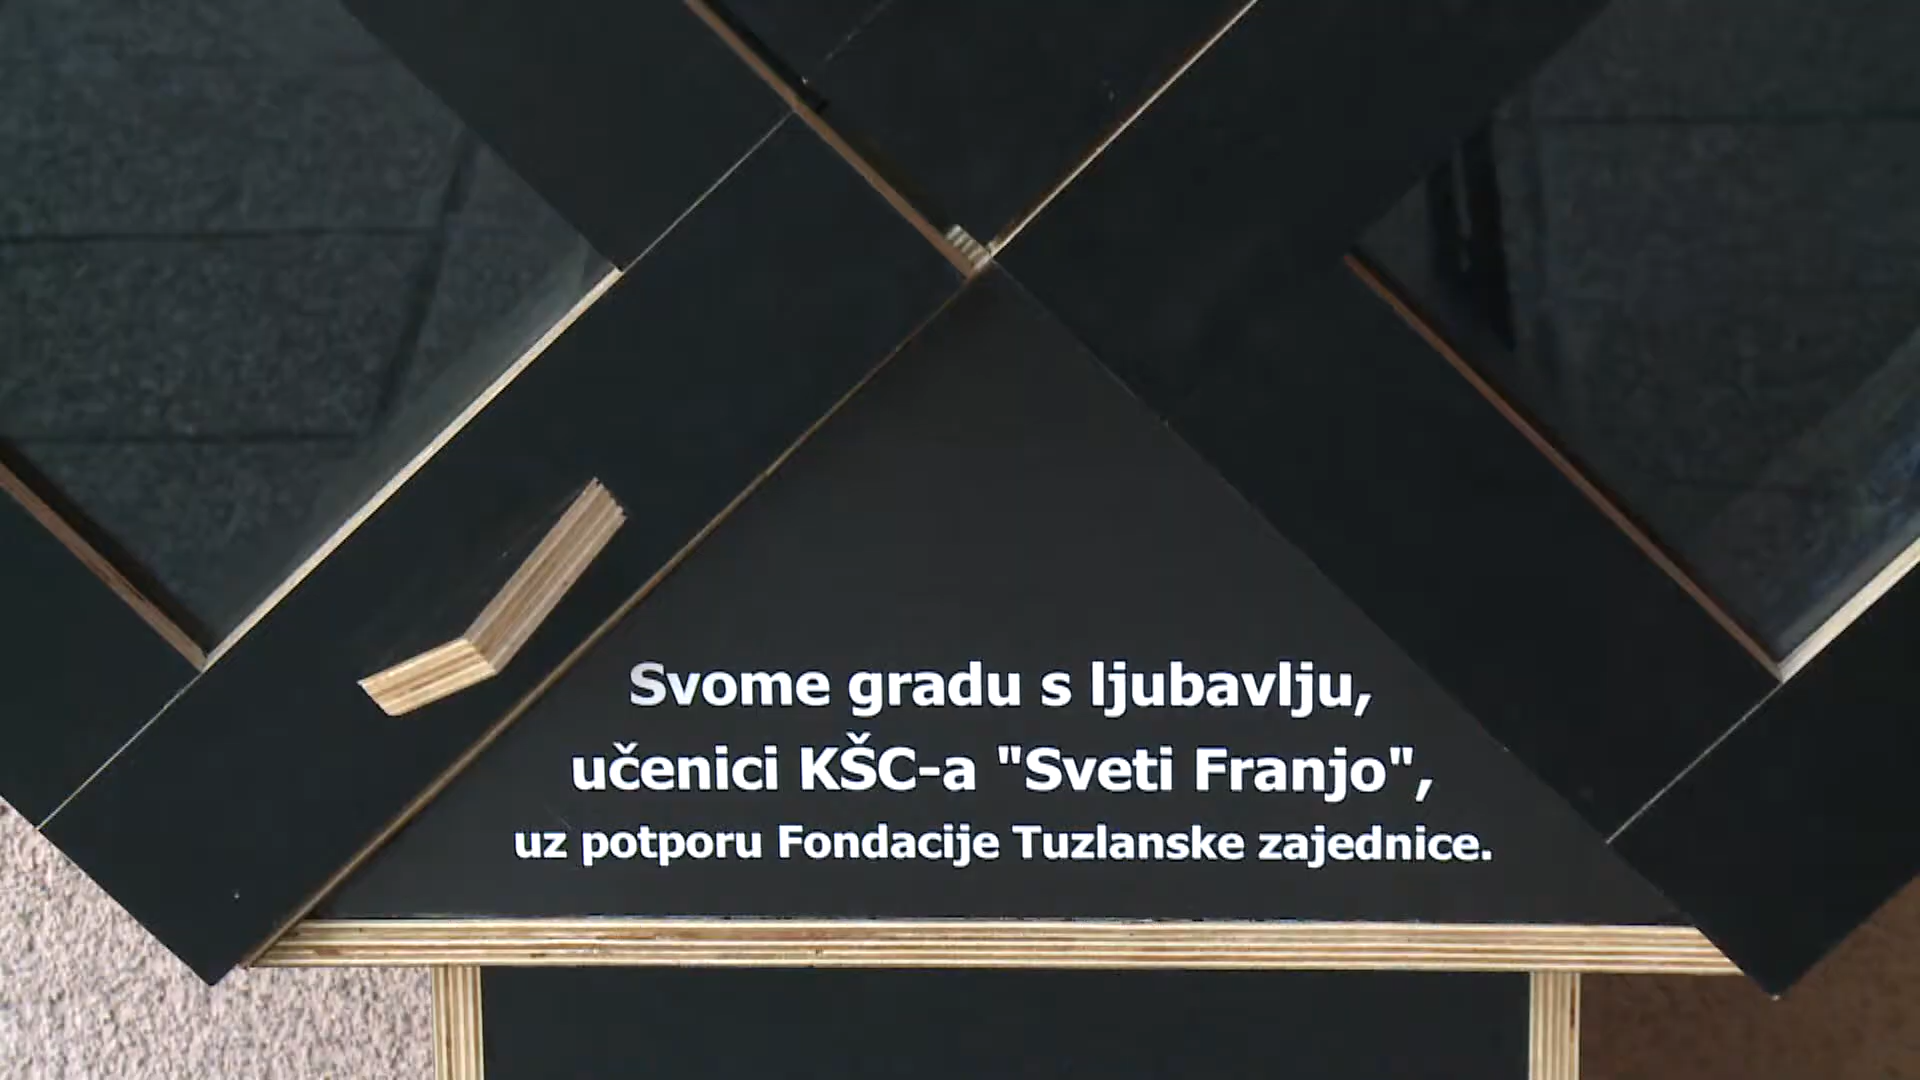 Svome gradu s ljubavlju,
učenici KŠC-a "Sveti Franjo",
uz potporu Fondacije Tuzlanske zajednice.